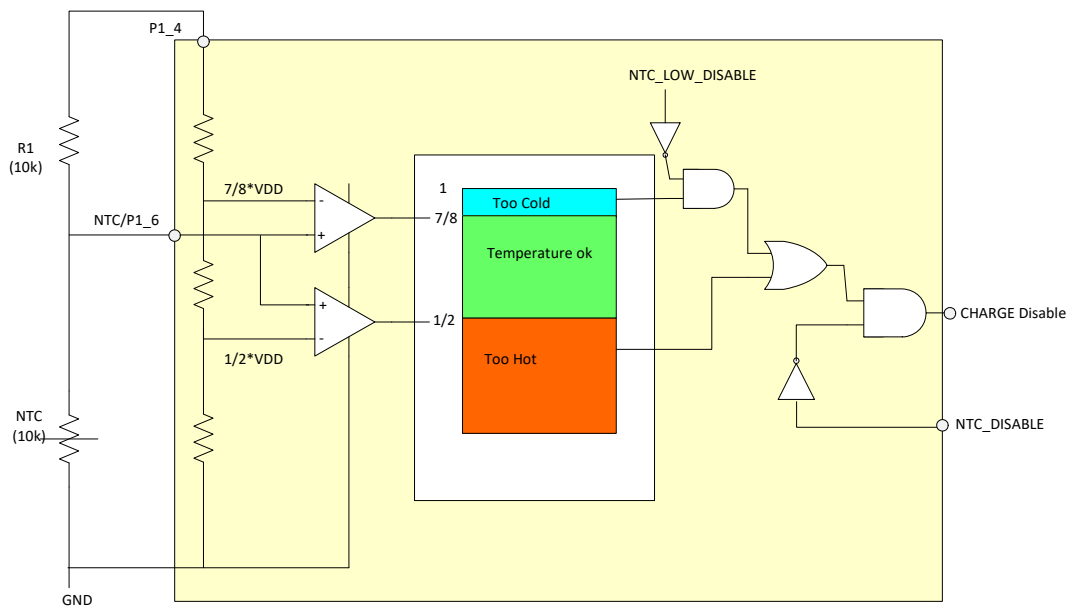 P1_4
NTC_LOW_DISABLE
R1
(10k)
7/8*VDD
-
+
NTC/P1_6
1
7/8
Too Cold
Temperature ok
+
-
1/2
1/2*VDD
Too Hot
CHARGE Disable
NTC
(10k)
NTC_DISABLE
GND